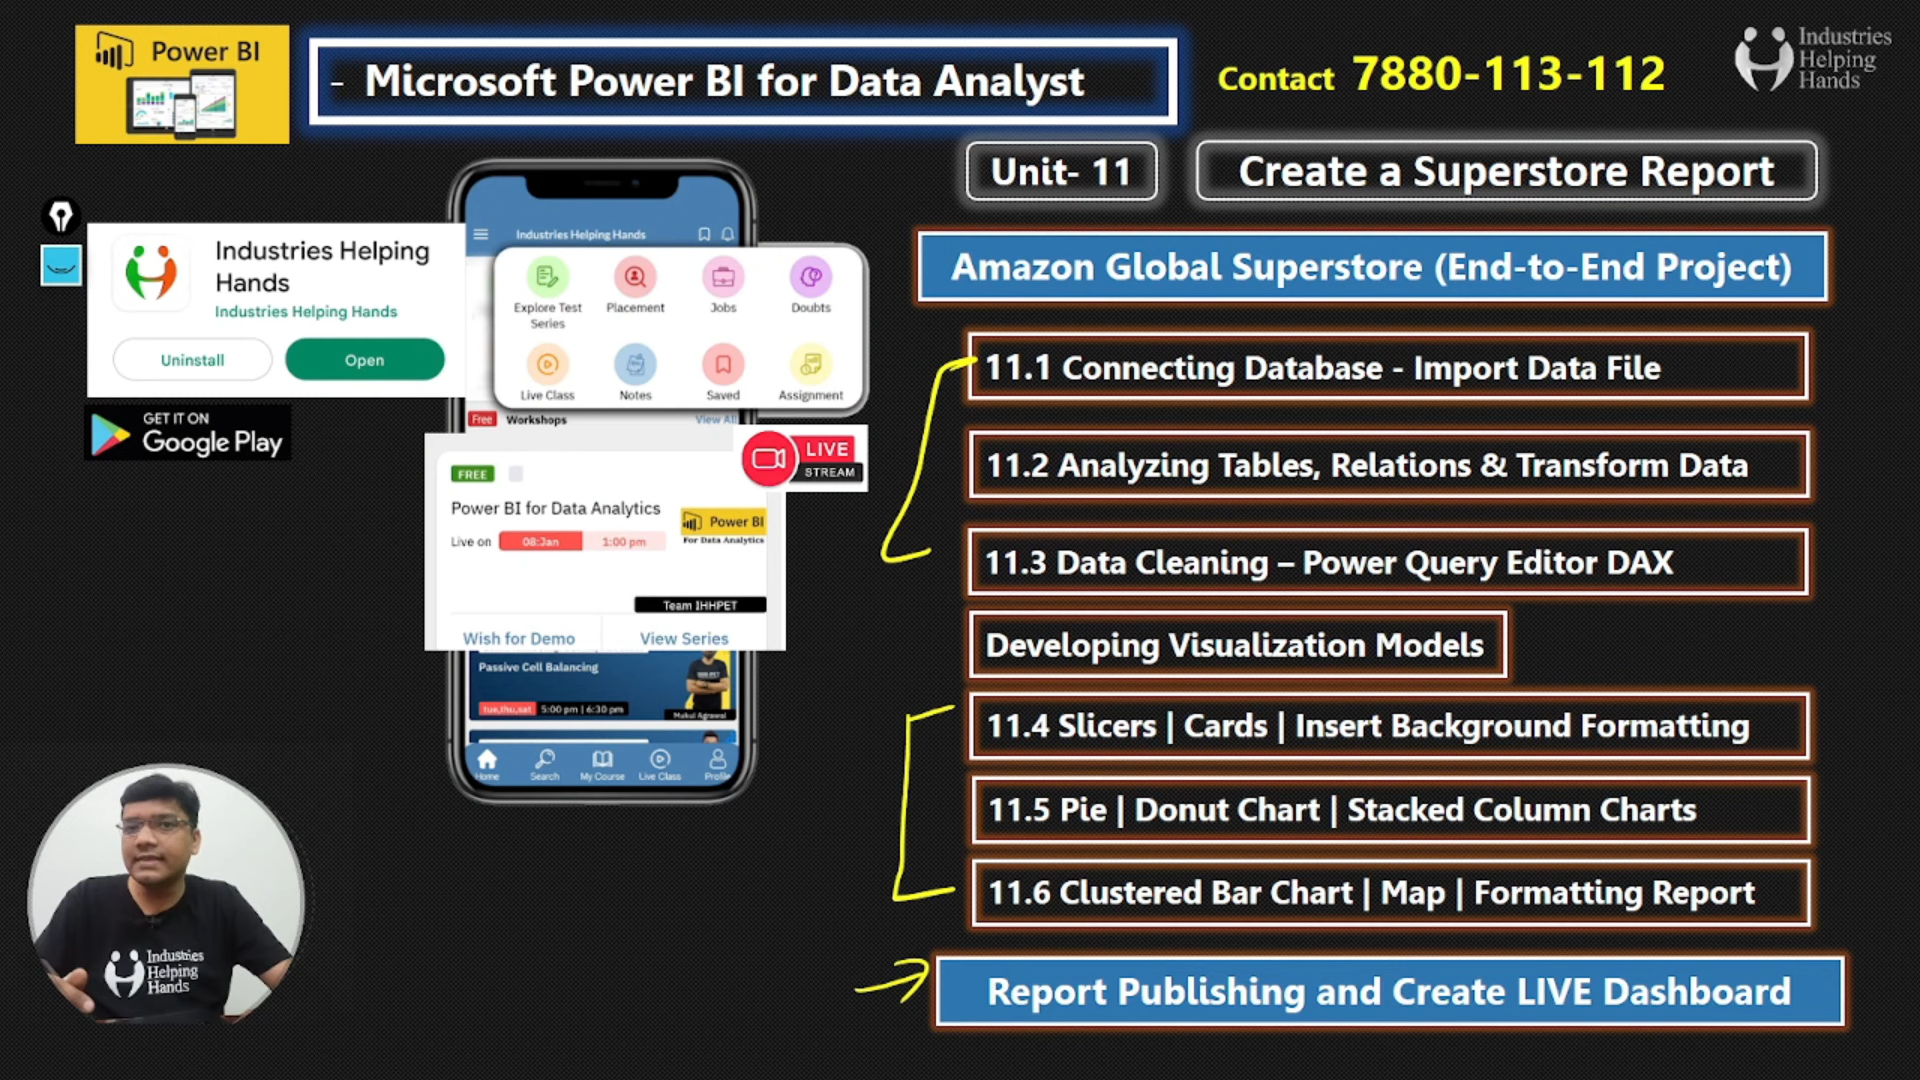 Power BI
- Microsoft Power BI for Data Analyst
Contact 7880-113-112
Industries
Helping
Hands
Unit- 11
Create a Superstore Report
Amazon Global Superstore (End-to-End Project)
11.1 Connecting Database - Import Data File
11.2 Analyzing Tables, Relations & Transform Data
11.3 Data Cleaning – Power Query Editor DAX
Developing Visualization Models
11.4 Slicers | Cards | Insert Background Formatting
11.5 Pie | Donut Chart | Stacked Column Charts
11.6 Clustered Bar Chart | Map | Formatting Report
Report Publishing and Create LIVE Dashboard
Industries Helping
Hands
Industries Helping Hands
Uninstall
Open
GET IT ON
Google Play
Industries Helping Hands
Explore Test
Series
Placement
Jobs
Doubts
Live Class
Notes
Saved
Assignment
Free Workshops
View All
LIVE
STREAM
FREE
Power BI for Data Analytics
Live on 08:Jan 1:00 pm
Power BI
For Data Analytics
Team IHHPET
Wish for Demo
View Series
Passive Cell Balancing
tue,thu,sat 5:00 pm | 6:30 pm
Mukul Agrawal
Home
Search
My Course
Live Class
Profile
Industries
Helping
Hands